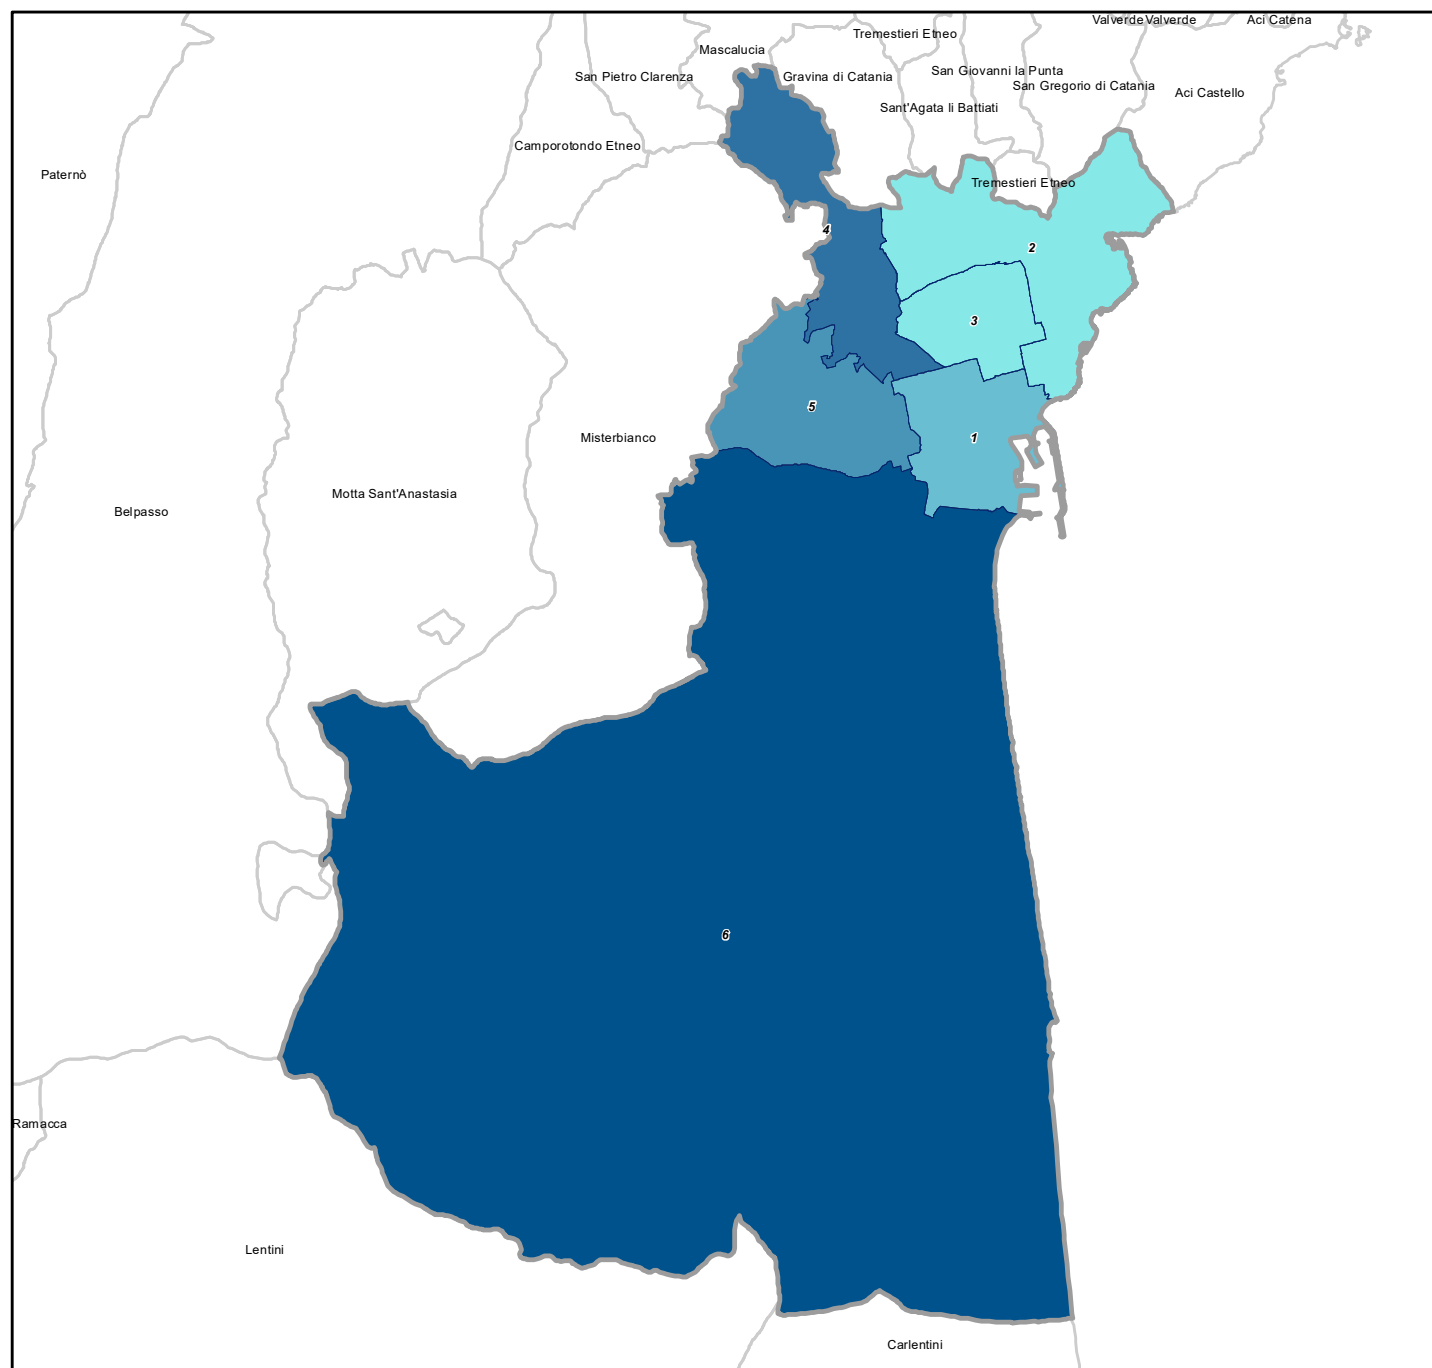 Valverde
Valverde
Aci Catena
Tremestieri Etneo
Mascalucia
San Pietro Clarenza
Gravina di Catania
San Giovanni la Punta
San Gregorio di Catania
Aci Castello
Sant'Agata li Battiati
Camporotondo Etneo
Paternò
Tremestieri Etneo
4
2
3
5
1
Misterbianco
Motta Sant'Anastasia
Belpasso
6
Ramacca
Lentini
Carlentini